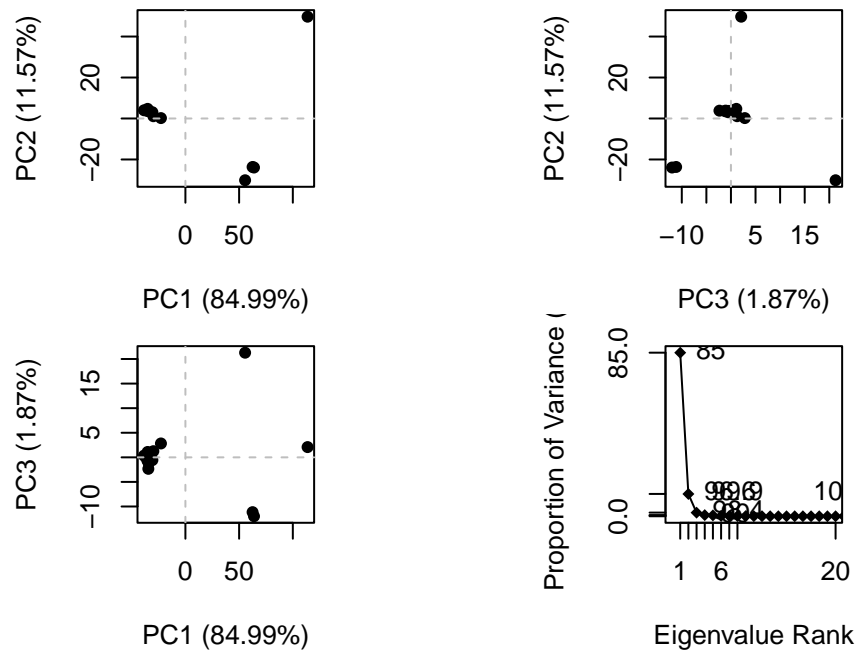 PC2 (11.57%)
20
−20
0 50
PC1 (84.99%)
PC2 (11.57%)
20
−20
−10 5 15
PC3 (1.87%)
PC3 (1.87%)
15
5
−10
0 50
PC1 (84.99%)
Proportion of Variance (
85.0
0.0
85
10
1 6 20
Eigenvalue Rank